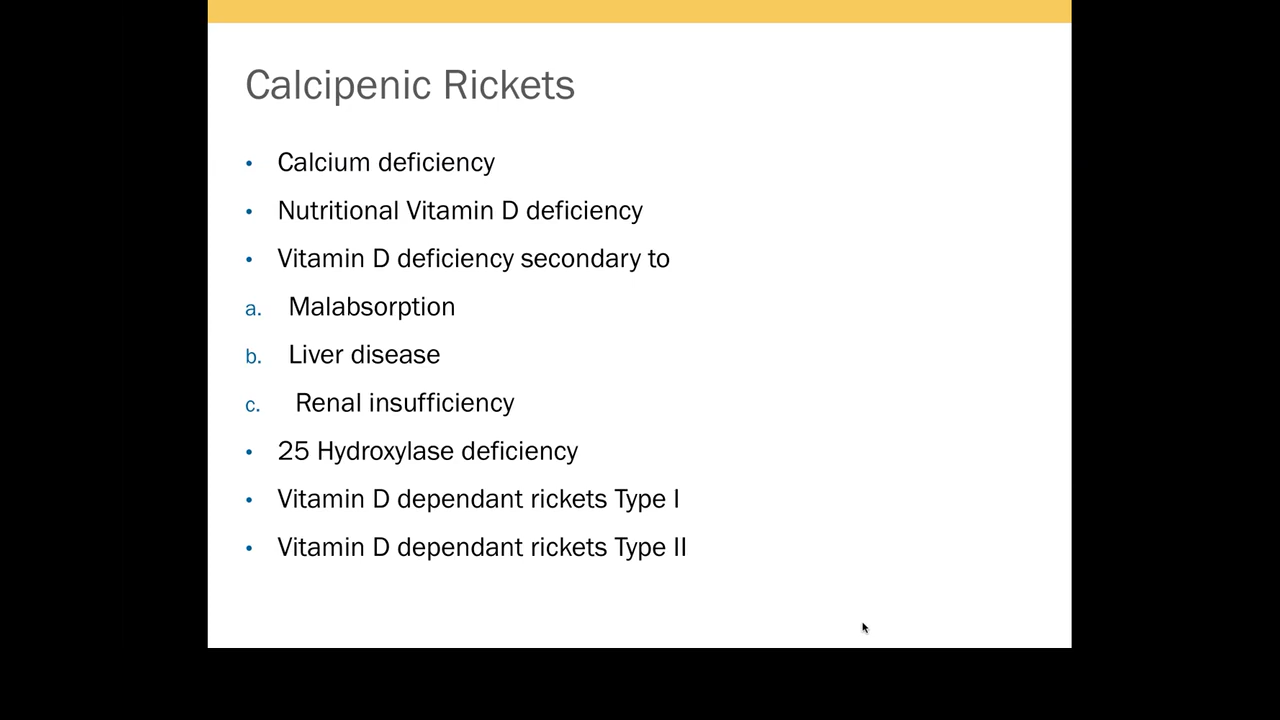 Calcipenic Rickets
• Calcium deficiency
• Nutritional Vitamin D deficiency
• Vitamin D deficiency secondary to
a. Malabsorption
b. Liver disease
c. Renal insufficiency
• 25 Hydroxylase deficiency
• Vitamin D dependant rickets Type I
• Vitamin D dependant rickets Type II